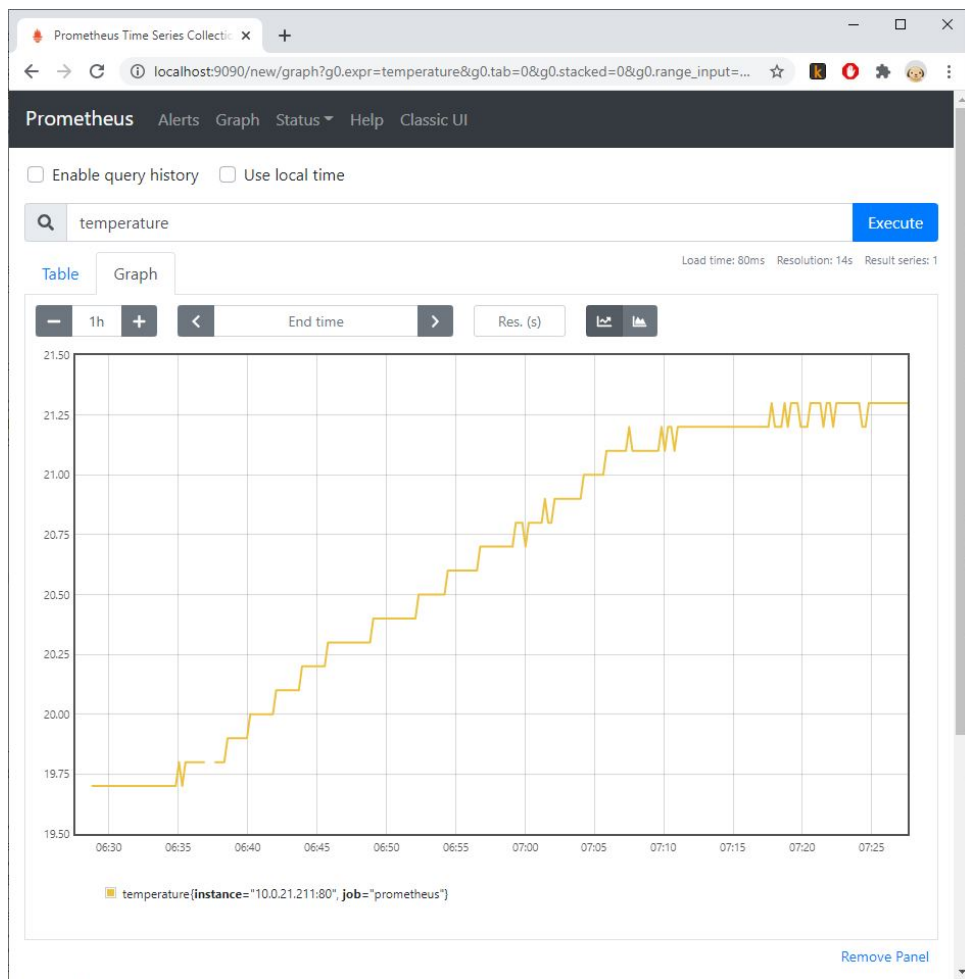 Prometheus Time Series Collectio
localhost:9090/new/graph?g0.expr=temperature&g0.tab=0&g0.stacked=0&g0.range_input=...
Prometheus Alerts Graph Status Help Classic UI
Enable query history Use local time
temperature Execute
Load time: 80ms Resolution: 14s Result series: 1
Table Graph
1h End time Res. (s)
21.50
21.25
21.00
20.75
20.50
20.25
20.00
19.75
19.50
06:30 06:35 06:40 06:45 06:50 06:55 07:00 07:05 07:10 07:15 07:20 07:25
temperature{instance="10.0.21.211:80", job="prometheus"}
Remove Panel